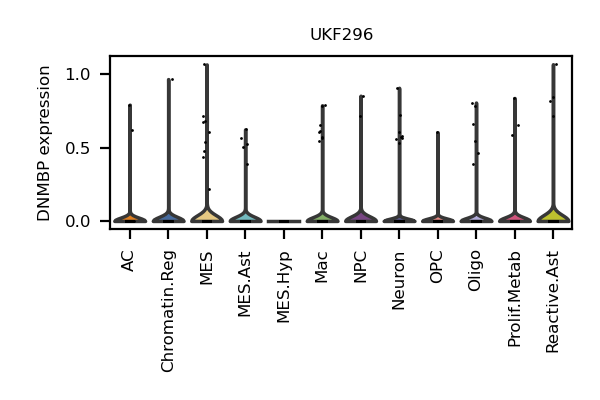 UKF296
DNMBP expression
1.0
0.5
0.0
AC
Chromatin.Reg
MES
MES.Ast
MES.Hyp
Mac
NPC
Neuron
OPC
Oligo
Prolif.Metab
Reactive.Ast